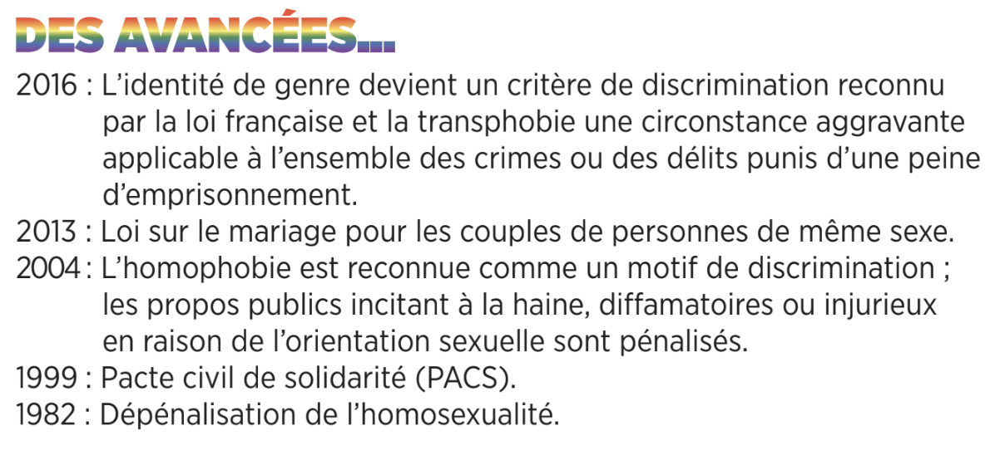 DES AVANCÉES...
2016 : L’identité de genre devient un critère de discrimination reconnu
par la loi française et la transphobie une circonstance aggravante
applicable à l’ensemble des crimes ou des délits punis d’une peine
d’emprisonnement.
2013 : Loi sur le mariage pour les couples de personnes de même sexe.
2004 : L’homophobie est reconnue comme un motif de discrimination ;
les propos publics incitant à la haine, diffamatoires ou injurieux
en raison de l’orientation sexuelle sont pénalisés.
1999 : Pacte civil de solidarité (PACS).
1982 : Dépénalisation de l’homosexualité.